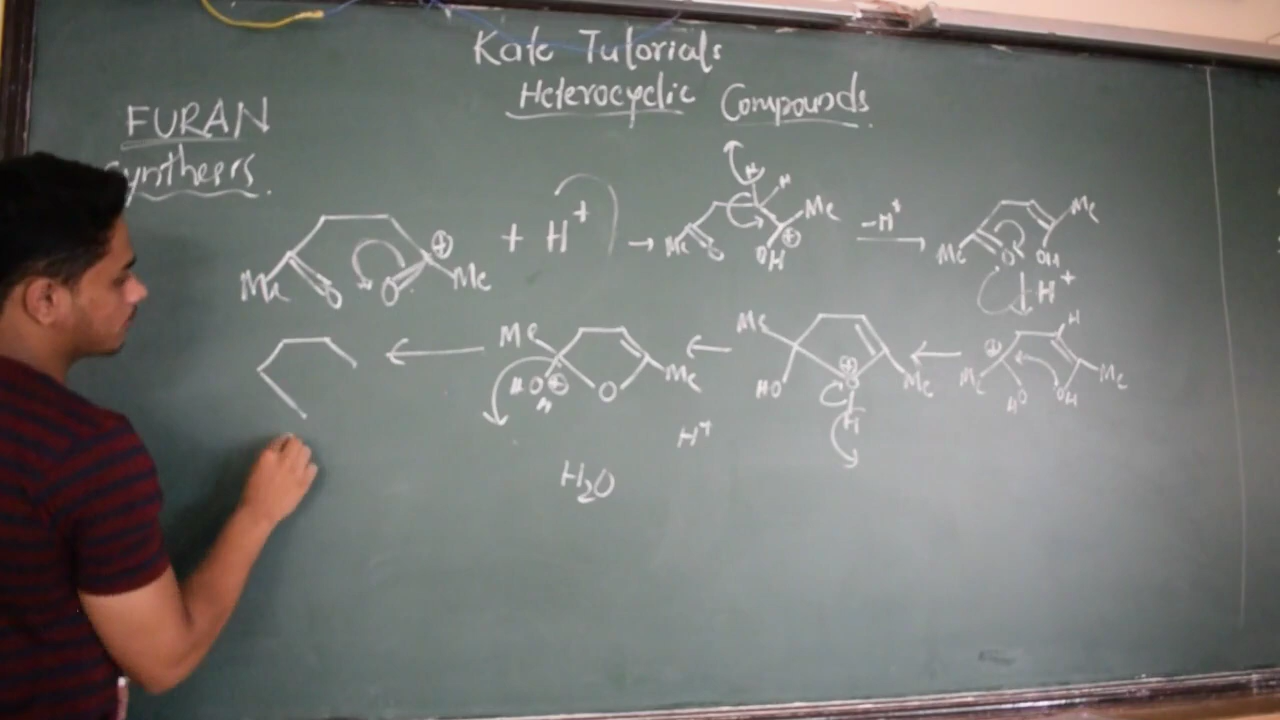 Kate Tutorials
Heterocyclic Compounds.
FURAN
Synthesis.
Me O O ⊕ Me + H+ → Me O H H OH ⊕ Me -H+ → Me O OH Me
H+
← Me HO ⊕ H O Me ← Me HO ⊕ O H Me ← ⊕ Me HO H OH Me
H+
H2O